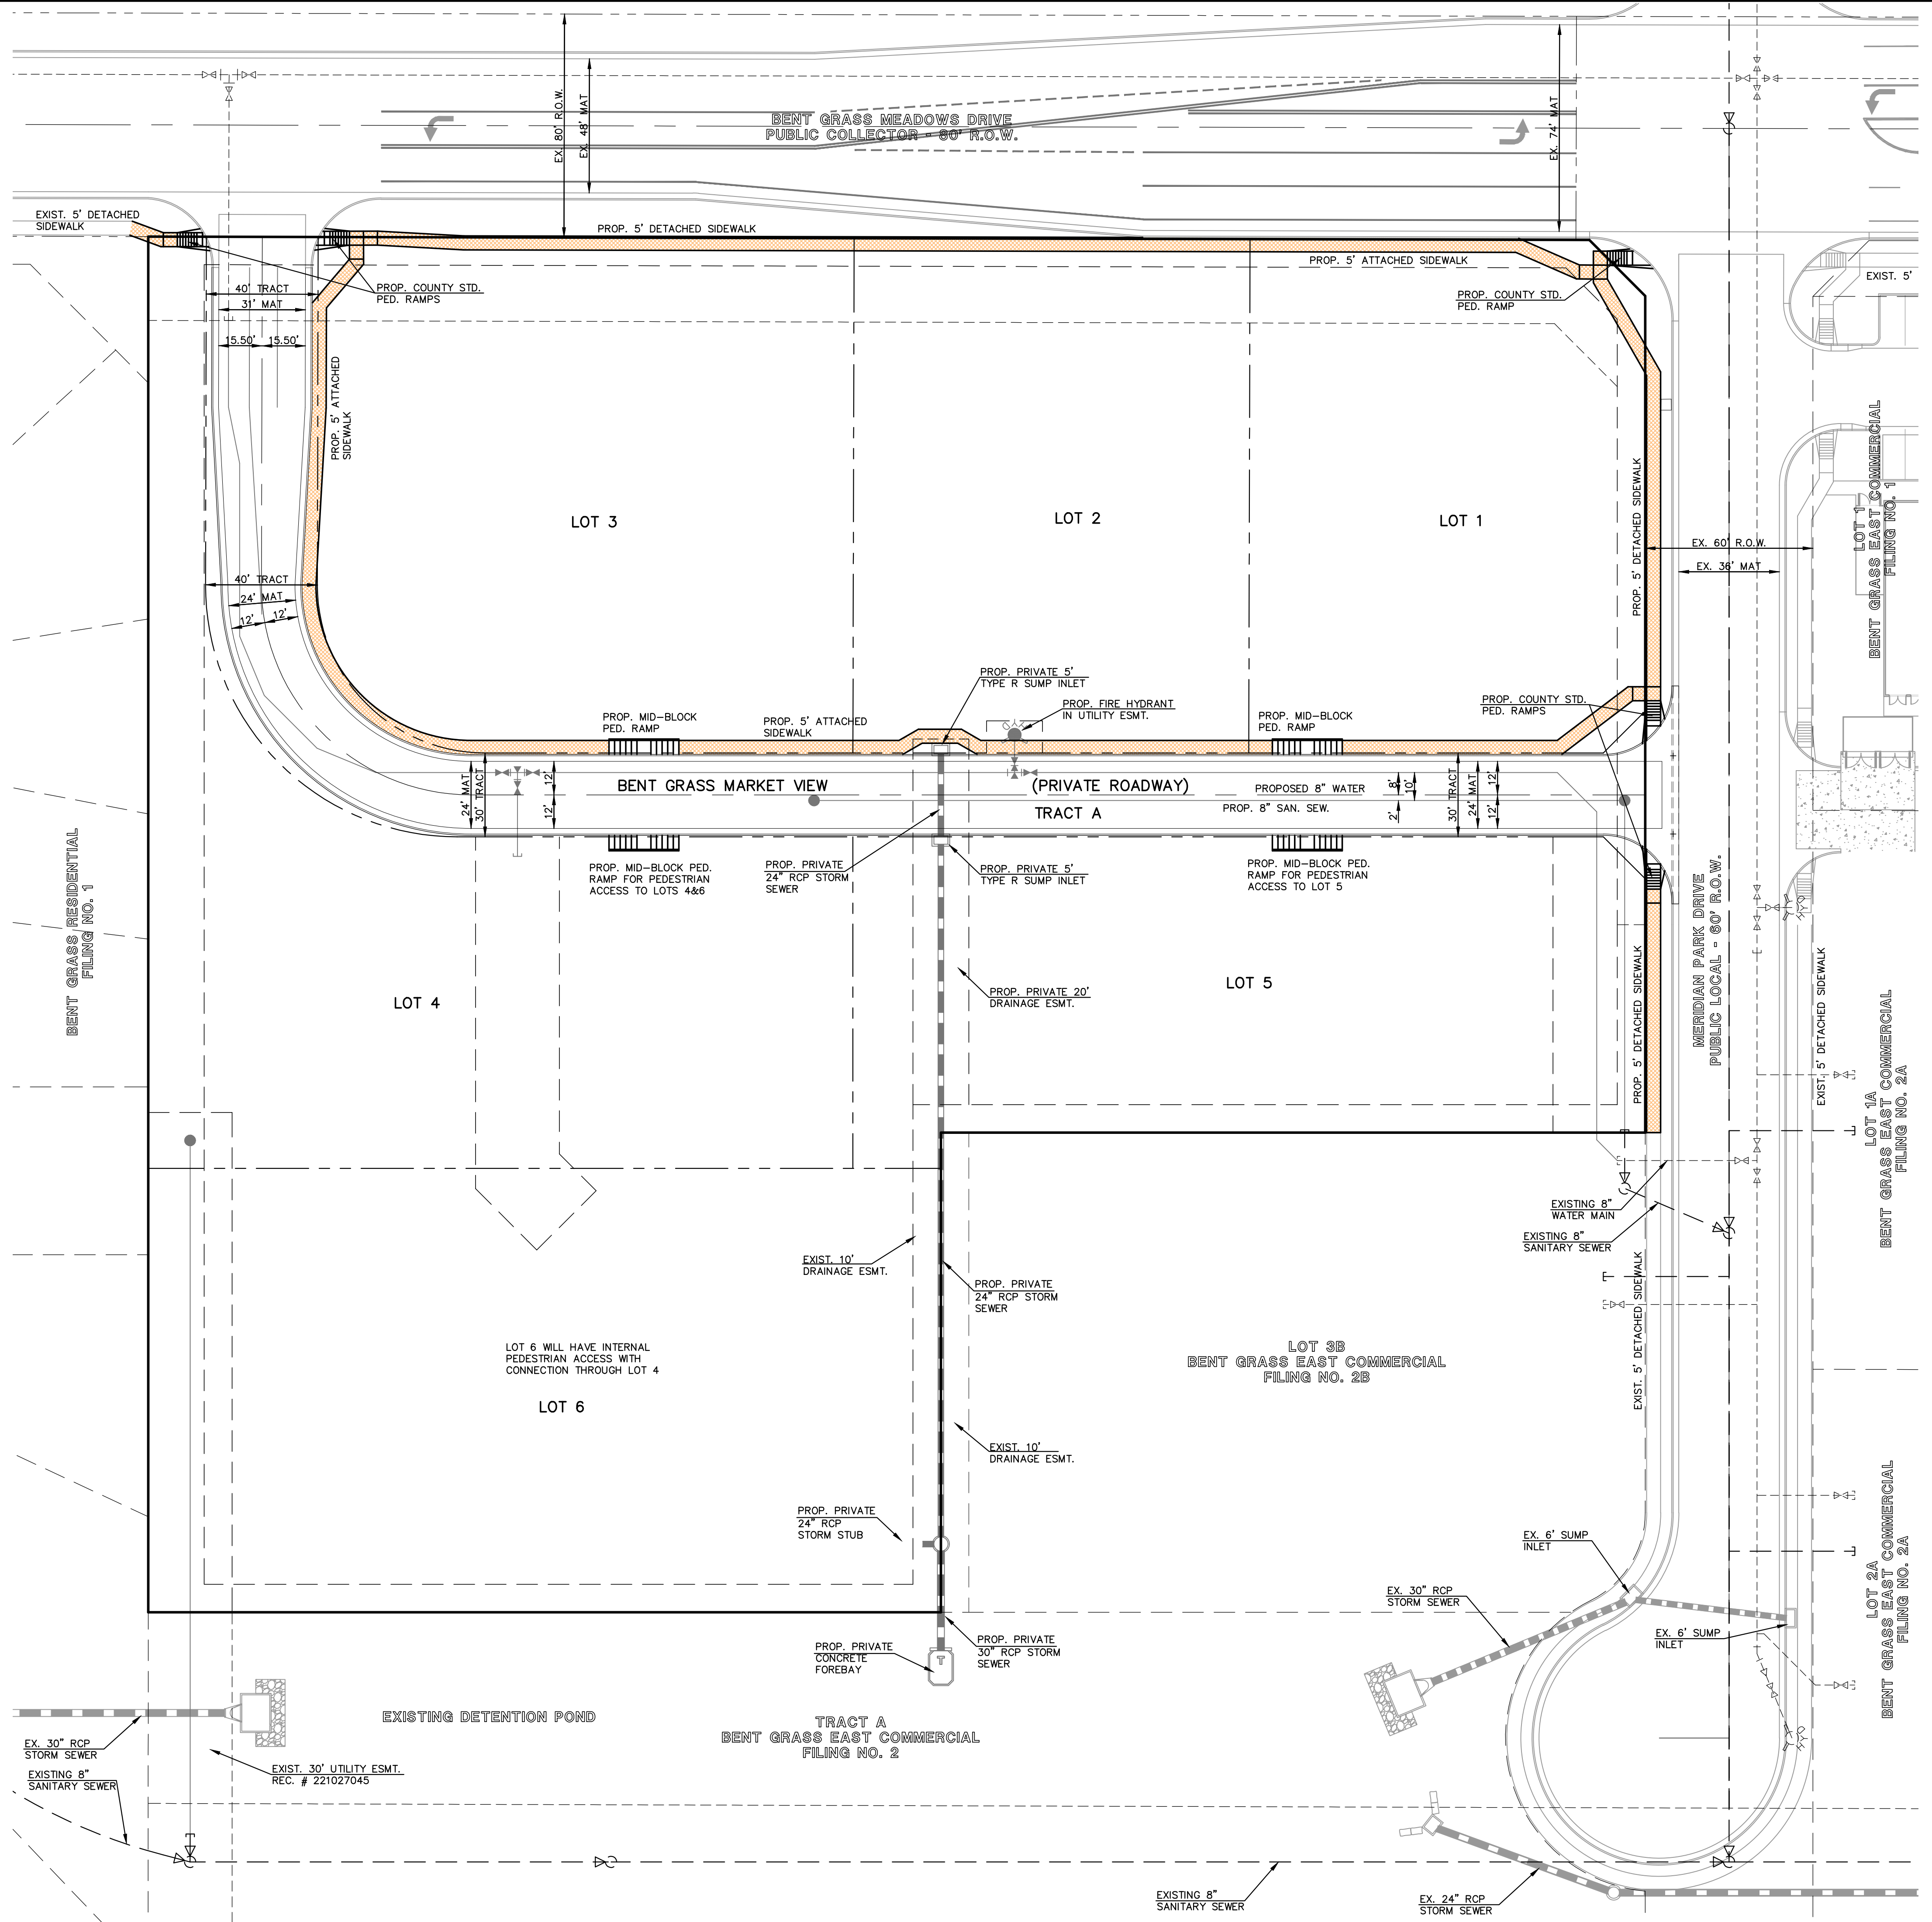 EX. 80' R.O.W.
EX. 48' MAT
BENT GRASS MEADOWS DRIVE
PUBLIC COLLECTOR - 80' R.O.W.
EX. 74' MAT
EXIST. 5' DETACHED
SIDEWALK
PROP. 5' DETACHED SIDEWALK
PROP. 5' ATTACHED SIDEWALK
EXIST. 5'
40' TRACT
31' MAT
15.50'
15.50'
PROP. COUNTY STD.
PED. RAMPS
PROP. COUNTY STD.
PED. RAMP
PROP. 5' ATTACHED
SIDEWALK
LOT 3
LOT 2
LOT 1
PROP. 5' DETACHED SIDEWALK
EX. 60' R.O.W.
EX. 36' MAT
LOT 1
BENT GRASS EAST COMMERCIAL
FILING NO. 1
40' TRACT
24' MAT
12'
12'
PROP. MID-BLOCK
PED. RAMP
PROP. 5' ATTACHED
SIDEWALK
PROP. PRIVATE 5'
TYPE R SUMP INLET
PROP. FIRE HYDRANT
IN UTILITY ESMT.
PROP. MID-BLOCK
PED. RAMP
PROP. COUNTY STD.
PED. RAMPS
24' MAT
30' TRACT
12'
12'
BENT GRASS MARKET VIEW
(PRIVATE ROADWAY)
TRACT A
PROPOSED 8" WATER
PROP. 8" SAN. SEW.
8'
10'
2'
30' TRACT
24' MAT
12'
12'
PROP. MID-BLOCK PED.
RAMP FOR PEDESTRIAN
ACCESS TO LOTS 4&6
PROP. PRIVATE
24" RCP STORM
SEWER
PROP. PRIVATE 5'
TYPE R SUMP INLET
PROP. MID-BLOCK PED.
RAMP FOR PEDESTRIAN
ACCESS TO LOT 5
BENT GRASS RESIDENTIAL
FILING NO. 1
LOT 4
PROP. PRIVATE 20'
DRAINAGE ESMT.
LOT 5
PROP. 5' DETACHED SIDEWALK
MERIDIAN PARK DRIVE
PUBLIC LOCAL - 60' R.O.W.
HYD
EXIST. 5' DETACHED SIDEWALK
LOT 1A
BENT GRASS EAST COMMERCIAL
FILING NO. 2A
EXISTING 8"
WATER MAIN
EXISTING 8"
SANITARY SEWER
EXIST. 10'
DRAINAGE ESMT.
PROP. PRIVATE
24" RCP STORM
SEWER
EXIST. 5' DETACHED SIDEWALK
LOT 6 WILL HAVE INTERNAL
PEDESTRIAN ACCESS WITH
CONNECTION THROUGH LOT 4
LOT 6
LOT 3B
BENT GRASS EAST COMMERCIAL
FILING NO. 2B
EXIST. 10'
DRAINAGE ESMT.
PROP. PRIVATE
24" RCP
STORM STUB
EX. 6' SUMP
INLET
EX. 30" RCP
STORM SEWER
EX. 6' SUMP
INLET
LOT 2A
BENT GRASS EAST COMMERCIAL
FILING NO. 2A
PROP. PRIVATE
CONCRETE
FOREBAY
PROP. PRIVATE
30" RCP STORM
SEWER
EXISTING DETENTION POND
TRACT A
BENT GRASS EAST COMMERCIAL
FILING NO. 2
HYD
EX. 30" RCP
STORM SEWER
EXISTING 8"
SANITARY SEWER
EXIST. 30' UTILITY ESMT.
REC. # 221027045
EXISTING 8"
SANITARY SEWER
EX. 24" RCP
STORM SEWER